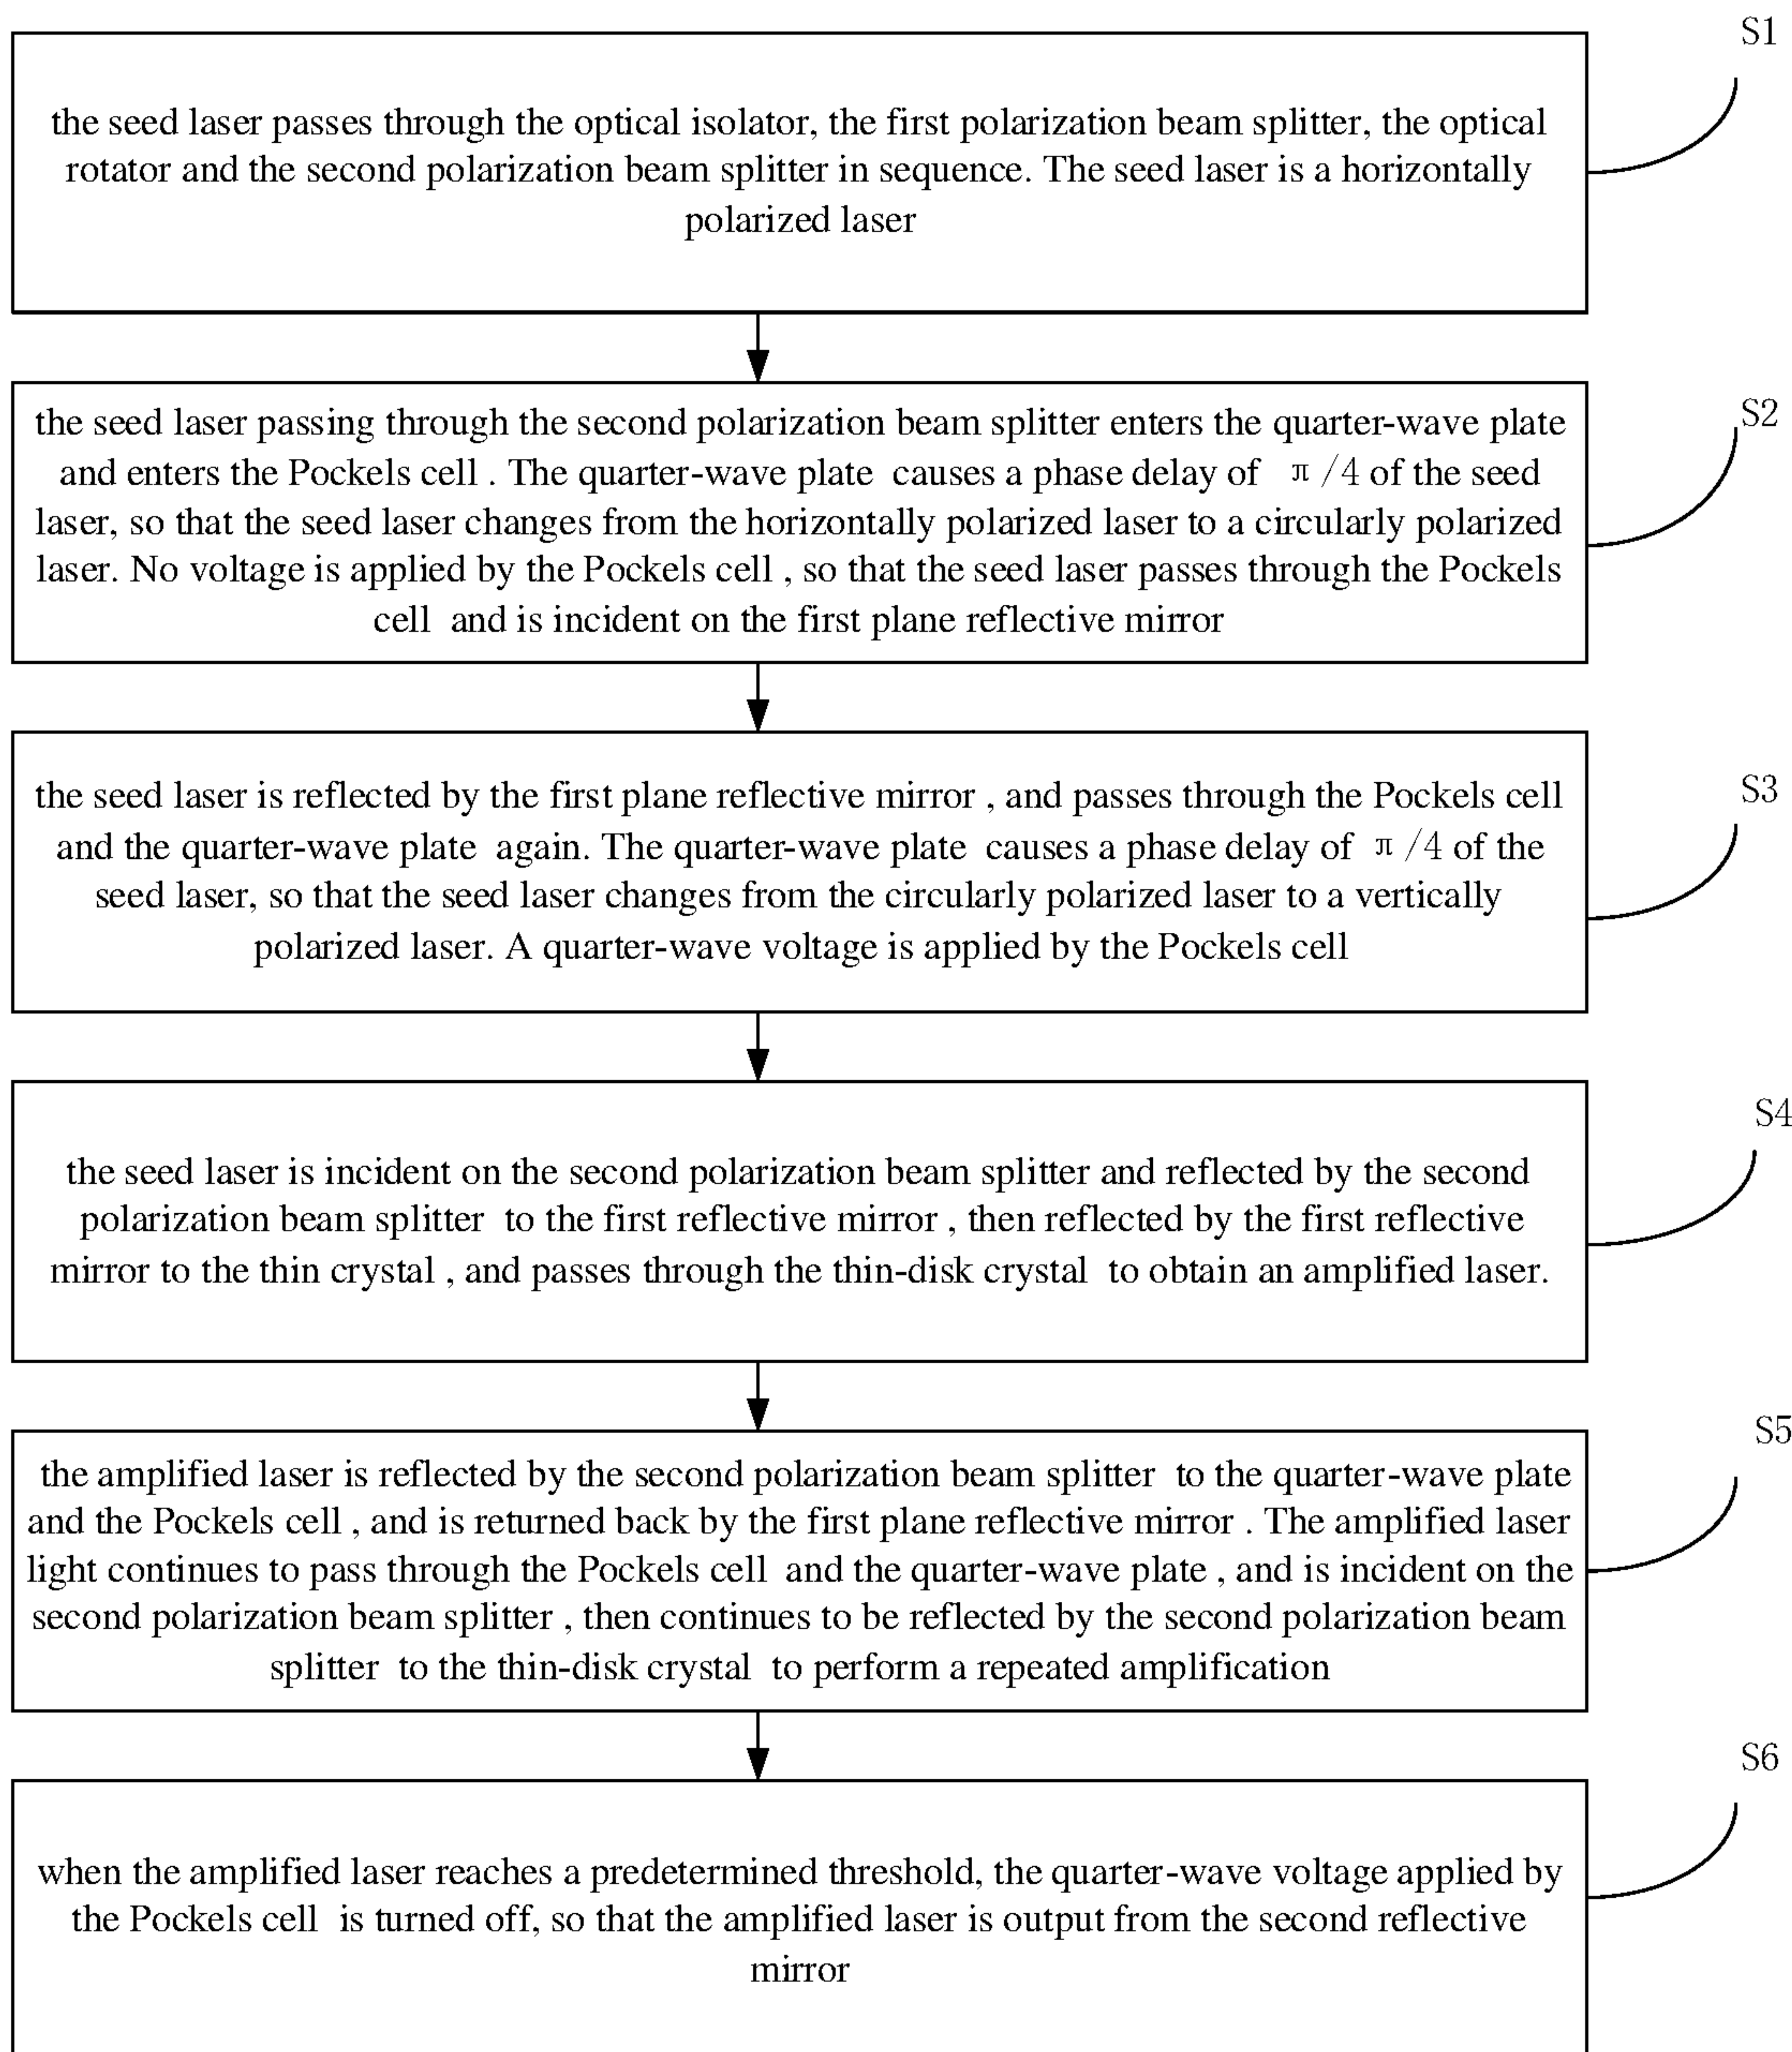 S1
the seed laser passes through the optical isolator, the first polarization beam splitter, the optical
rotator and the second polarization beam splitter in sequence. The seed laser is a horizontally
polarized laser
S2
the seed laser passing through the second polarization beam splitter enters the quarter-wave plate
and enters the Pockels cell . The quarter-wave plate causes a phase delay of π/4 of the seed
laser, so that the seed laser changes from the horizontally polarized laser to a circularly polarized
laser. No voltage is applied by the Pockels cell , so that the seed laser passes through the Pockels
cell and is incident on the first plane reflective mirror
S3
the seed laser is reflected by the first plane reflective mirror , and passes through the Pockels cell
and the quarter-wave plate again. The quarter-wave plate causes a phase delay of π/4 of the
seed laser, so that the seed laser changes from the circularly polarized laser to a vertically
polarized laser. A quarter-wave voltage is applied by the Pockels cell
S4
the seed laser is incident on the second polarization beam splitter and reflected by the second
polarization beam splitter to the first reflective mirror , then reflected by the first reflective
mirror to the thin crystal , and passes through the thin-disk crystal to obtain an amplified laser.
S5
the amplified laser is reflected by the second polarization beam splitter to the quarter-wave plate
and the Pockels cell , and is returned back by the first plane reflective mirror . The amplified laser
light continues to pass through the Pockels cell and the quarter-wave plate , and is incident on the
second polarization beam splitter , then continues to be reflected by the second polarization beam
splitter to the thin-disk crystal to perform a repeated amplification
S6
when the amplified laser reaches a predetermined threshold, the quarter-wave voltage applied by
the Pockels cell is turned off, so that the amplified laser is output from the second reflective
mirror